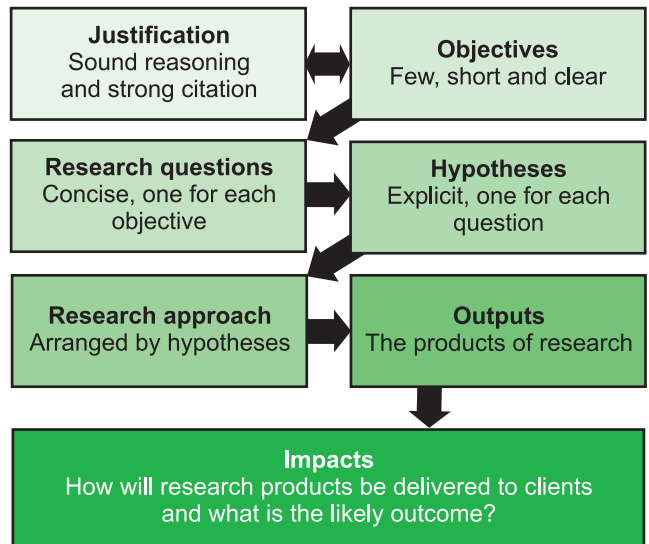 Justification
Sound reasoning
and strong citation
Objectives
Few, short and clear
Research questions
Concise, one for each
objective
Hypotheses
Explicit, one for each
question
Research approach
Arranged by hypotheses
Outputs
The products of research
Impacts
How will research products be delivered to clients
and what is the likely outcome?